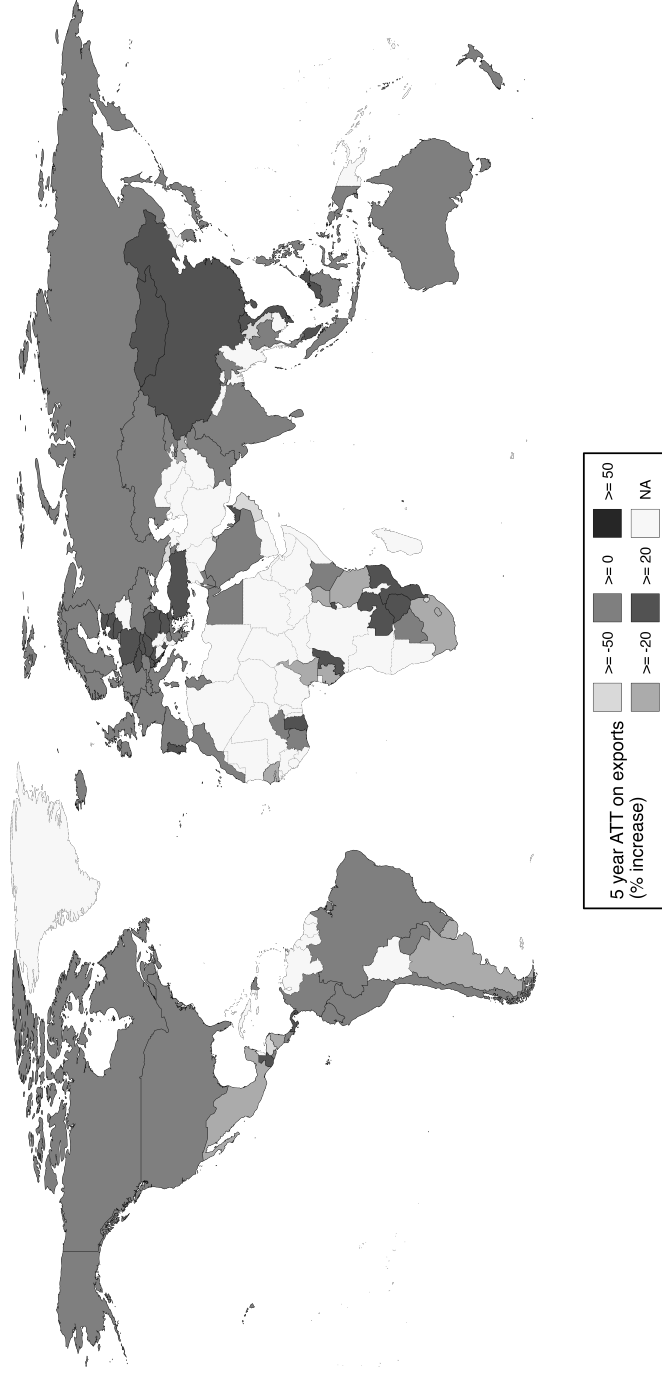 5 year ATT on exports
(% increase)
>= -50
>= 0
>= 50
>= -20
>= 20
NA